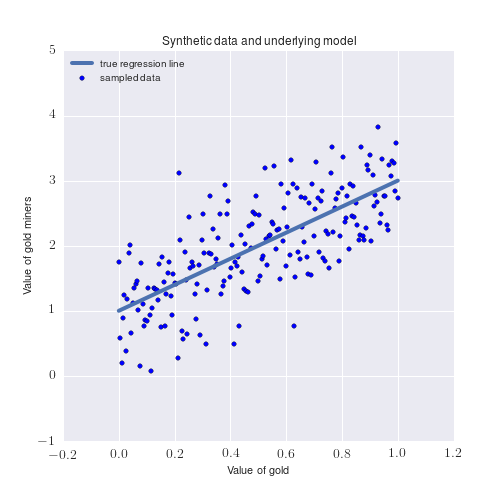 Synthetic data and underlying model
true regression line
sampled data
Value of gold miners
5
4
3
2
1
0
−1
−0.2 0.0 0.2 0.4 0.6 0.8 1.0 1.2
Value of gold